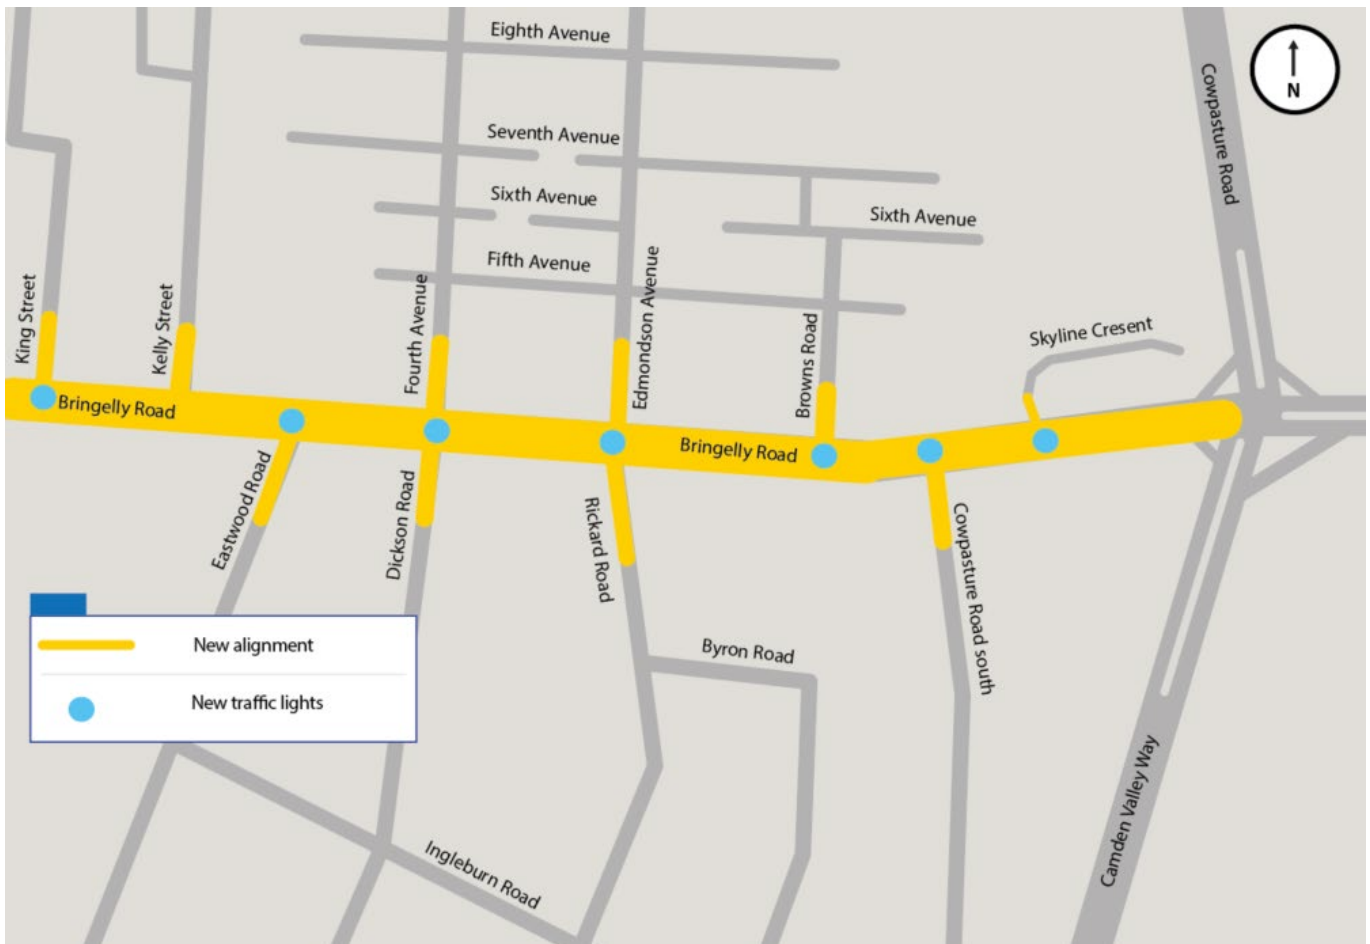 Eighth Avenue
N
Cowpasture Road
Seventh Avenue
Sixth Avenue
Sixth Avenue
Fifth Avenue
King Street
Kelly Street
Fourth Avenue
Edmondson Avenue
Browns Road
Skyline Cresent
Bringelly Road
Bringelly Road
Eastwood Road
Dickson Road
Rickard Road
Cowpasture Road south
New alignment
New traffic lights
Byron Road
Camden Valley Way
Ingleburn Road